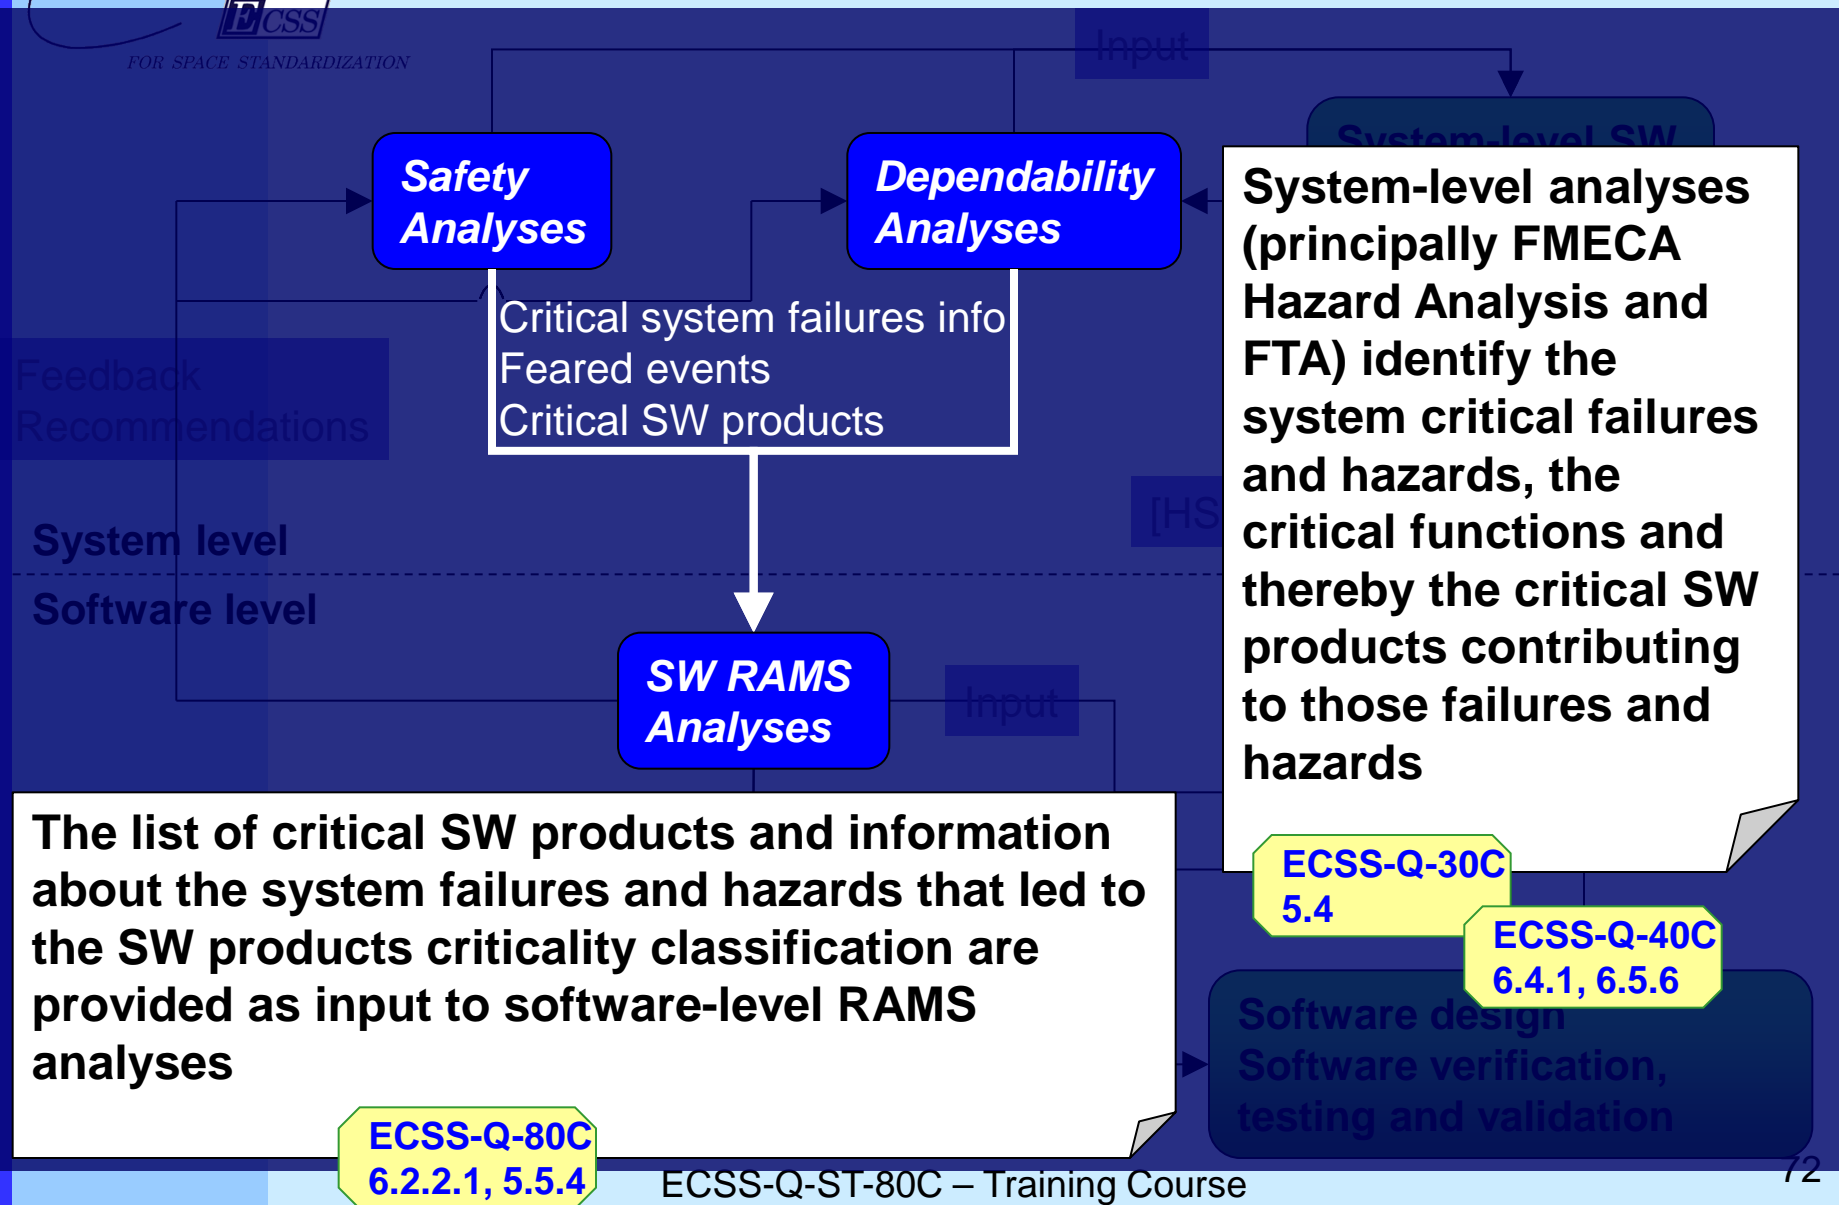 ECSS
FOR SPACE STANDARDIZATION
Input
System-level SW
Safety
Analyses
Dependability
Analyses
System-level analyses
(principally FMECA
Hazard Analysis and
FTA) identify the
system critical failures
and hazards, the
critical functions and
thereby the critical SW
products contributing
to those failures and
hazards
Critical system failures info
Feared events
Critical SW products
Feedback
Recommendations
[HS
System level
Software level
SW RAMS
Analyses
Input
The list of critical SW products and information
about the system failures and hazards that led to
the SW products criticality classification are
provided as input to software-level RAMS
analyses
ECSS-Q-30C
5.4
ECSS-Q-40C
6.4.1, 6.5.6
Software design
Software verification,
testing and validation
ECSS-Q-80C
6.2.2.1, 5.5.4
ECSS-Q-ST-80C – Training Course
72